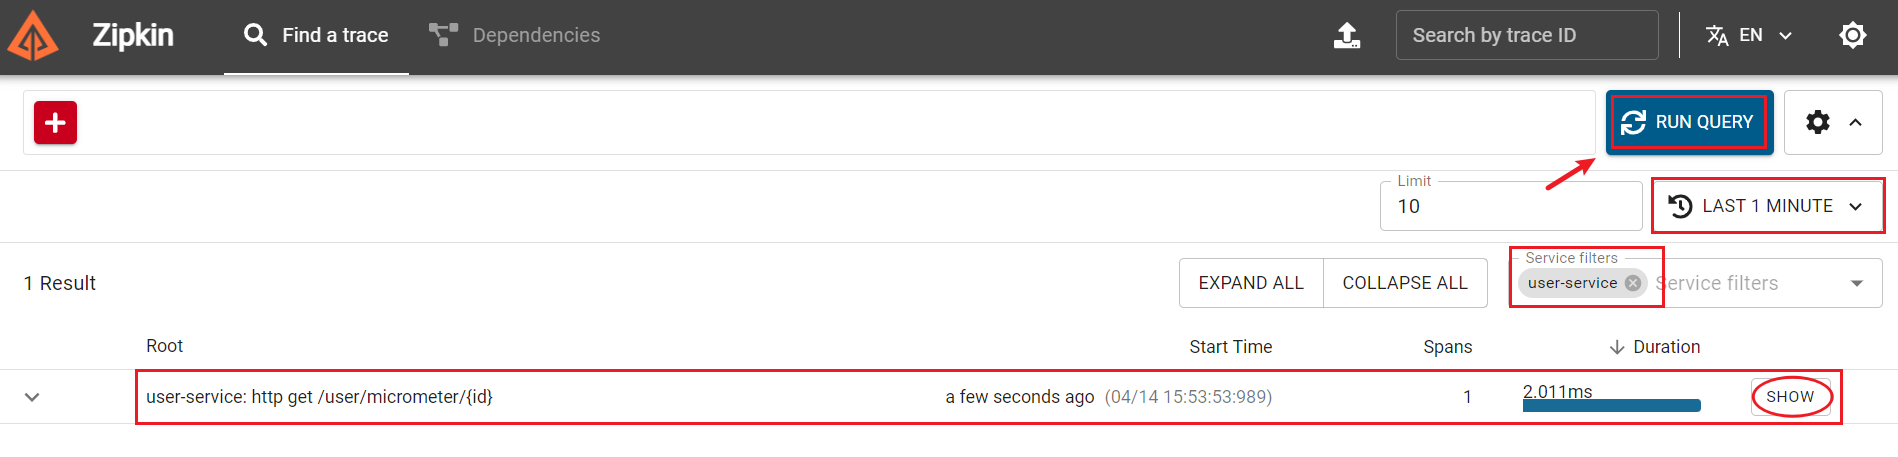 Zipkin Find a trace Dependencies Search by trace ID EN
RUN QUERY
Limit
10 LAST 1 MINUTE
1 Result EXPAND ALL COLLAPSE ALL Service filters user-service Service filters
Root Start Time Spans Duration
user-service: http get /user/micrometer/{id} a few seconds ago (04/14 15:53:53:989) 1 2.011ms SHOW